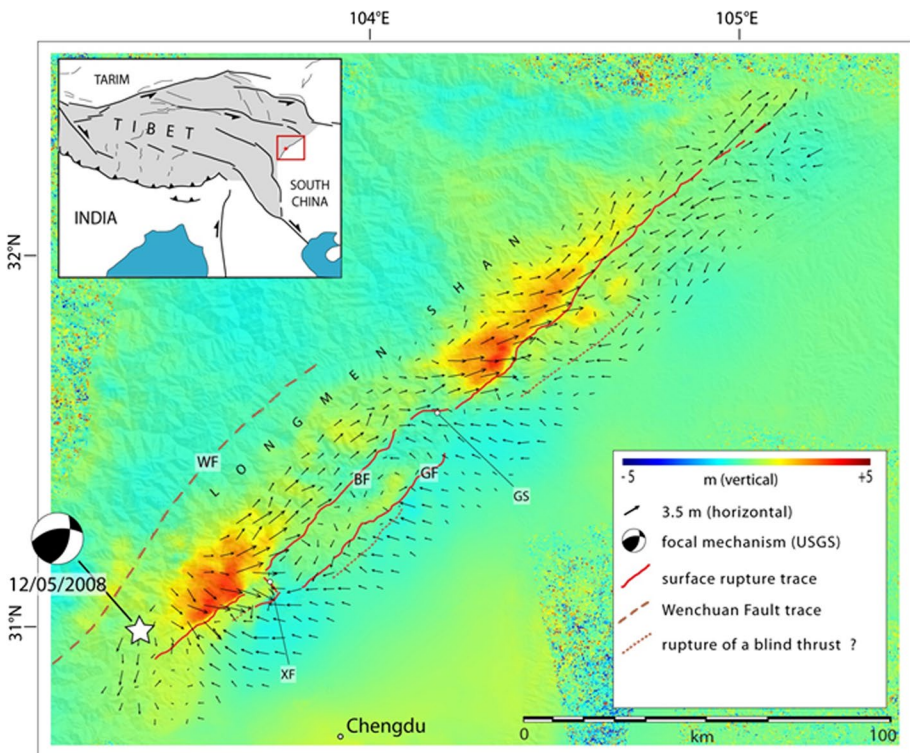 104°E
105°E
TARIM
TIBET
SOUTH
CHINA
INDIA
32°N
LONGMEN SHAN
WF
BF
GF
GS
12/05/2008
31°N
XF
Chengdu
-5
+5
m (vertical)
3.5 m (horizontal)
focal mechanism (USGS)
surface rupture trace
Wenchuan Fault trace
rupture of a blind thrust ?
0
km
100